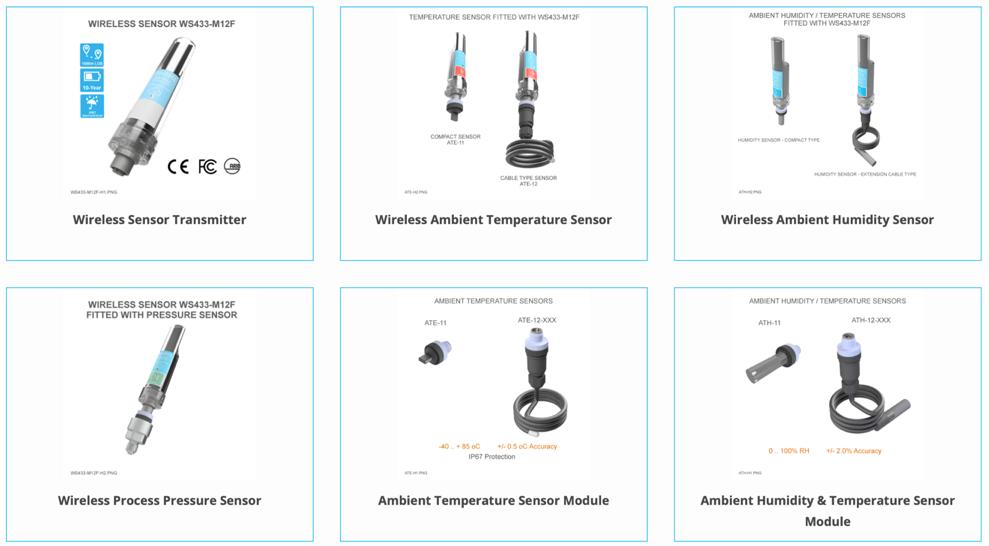 WIRELESS SENSOR WS433-M12F
10-Year
IP67
CE FC
WS433-M12F-H1.PNG
Wireless Sensor Transmitter
TEMPERATURE SENSOR FITTED WITH WS433-M12F
COMPACT SENSOR
ATE-11
CABLE TYPE SENSOR
ATE-12
ATE-H2.PNG
Wireless Ambient Temperature Sensor
AMBIENT HUMIDITY / TEMPERATURE SENSORS
FITTED WITH WS433-M12F
HUMIDITY SENSOR - COMPACT TYPE
HUMIDITY SENSOR - EXTENSION CABLE TYPE
ATH-H2.PNG
Wireless Ambient Humidity Sensor
WIRELESS SENSOR WS433-M12F
FITTED WITH PRESSURE SENSOR
WS433-M12F-H2.PNG
Wireless Process Pressure Sensor
AMBIENT TEMPERATURE SENSORS
ATE-11
ATE-12-XXX
-40 .. + 85 oC
+/- 0.5 oC Accuracy
IP67 Protection
ATE-H1.PNG
Ambient Temperature Sensor Module
AMBIENT HUMIDITY / TEMPERATURE SENSORS
ATH-11
ATH-12-XXX
0 .. 100% RH
+/- 2.0% Accuracy
ATH-H1.PNG
Ambient Humidity & Temperature Sensor
Module